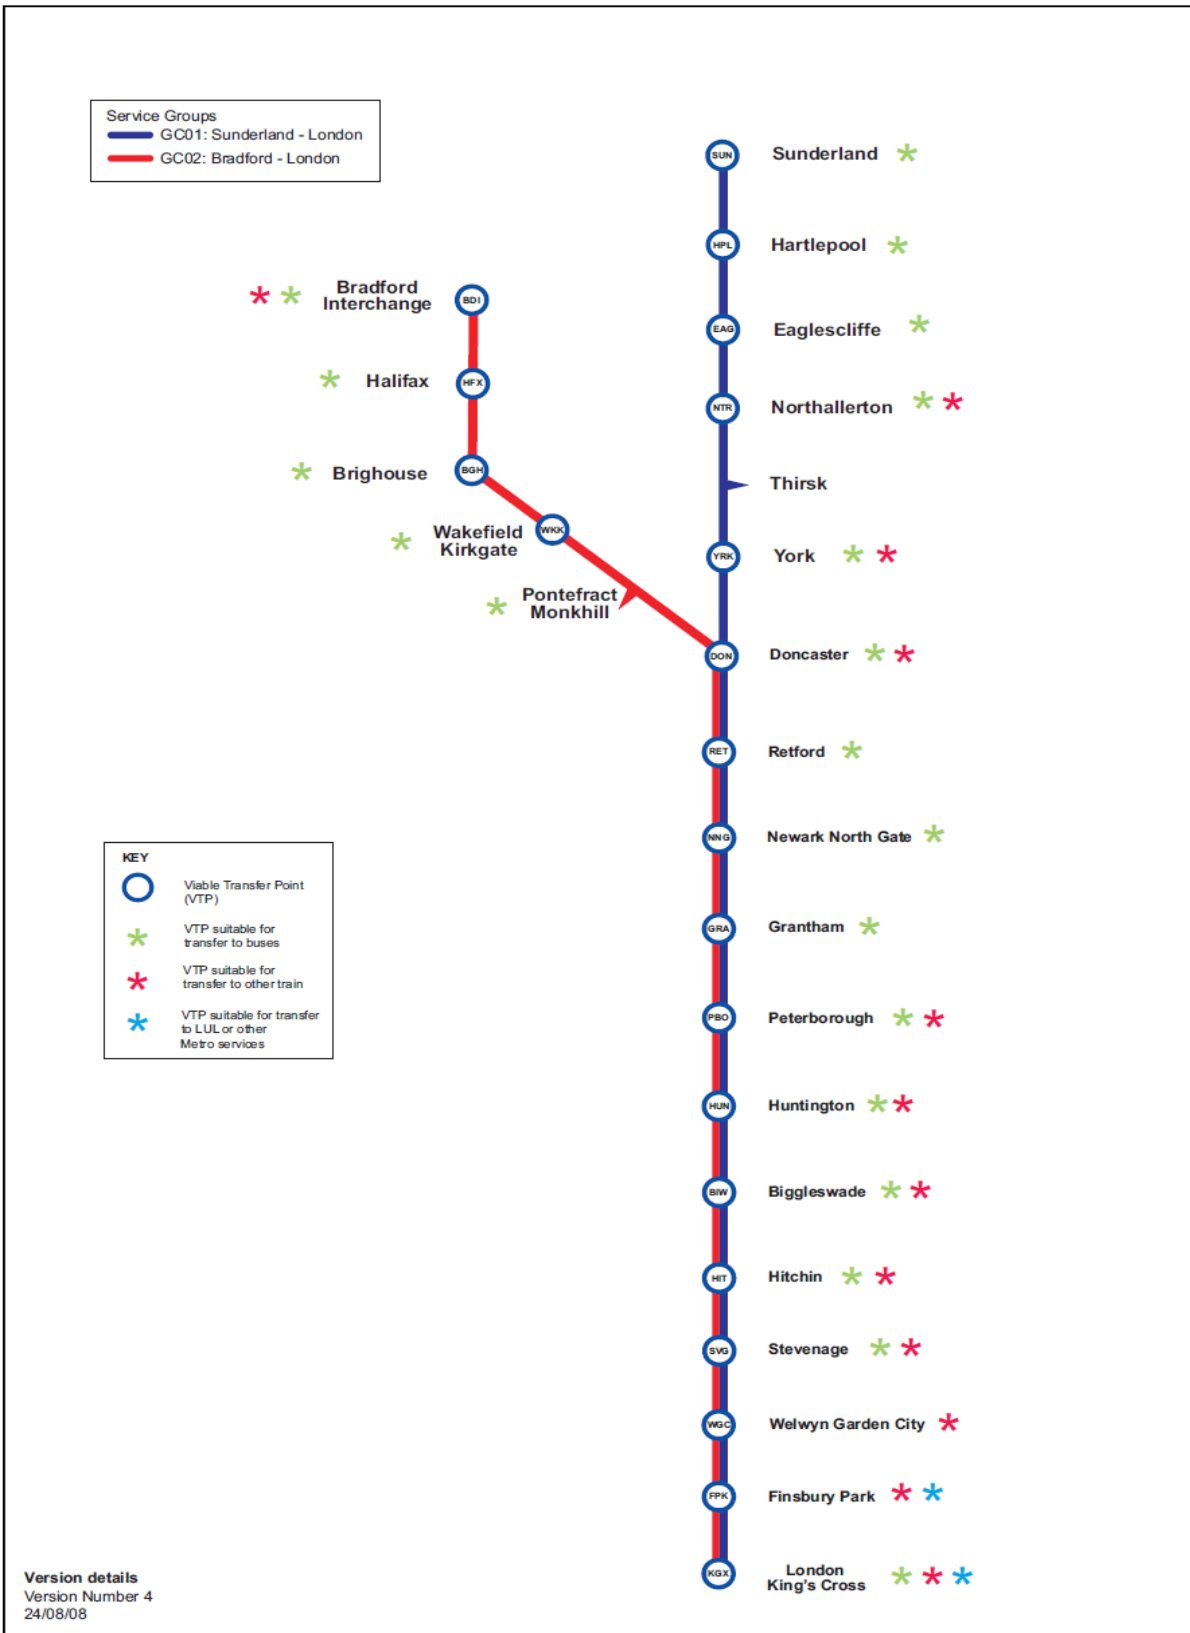 Service Groups
GC01: Sunderland - London
GC02: Bradford - London
SUN
Sunderland *
HPL
Hartlepool *
* * Bradford
Interchange
BDI
EAG
Eaglescliffe *
* Halifax
HFX
NTR
Northallerton * *
* Brighouse
BGH
Thirsk
* Wakefield
Kirkgate
WKK
YRK
York * *
* Pontefract
Monkhill
DON
Doncaster * *
RET
Retford *
NNG
Newark North Gate *
GRA
Grantham *
PBO
Peterborough * *
HUN
Huntington * *
BIW
Biggleswade * *
HIT
Hitchin * *
SVG
Stevenage * *
WGC
Welwyn Garden City *
FPK
Finsbury Park * *
KGX
London
King's Cross * * *
KEY
Viable Transfer Point
(VTP)
* VTP suitable for
transfer to buses
* VTP suitable for
transfer to other train
* VTP suitable for transfer
to LUL or other
Metro services
Version details
Version Number 4
24/08/08